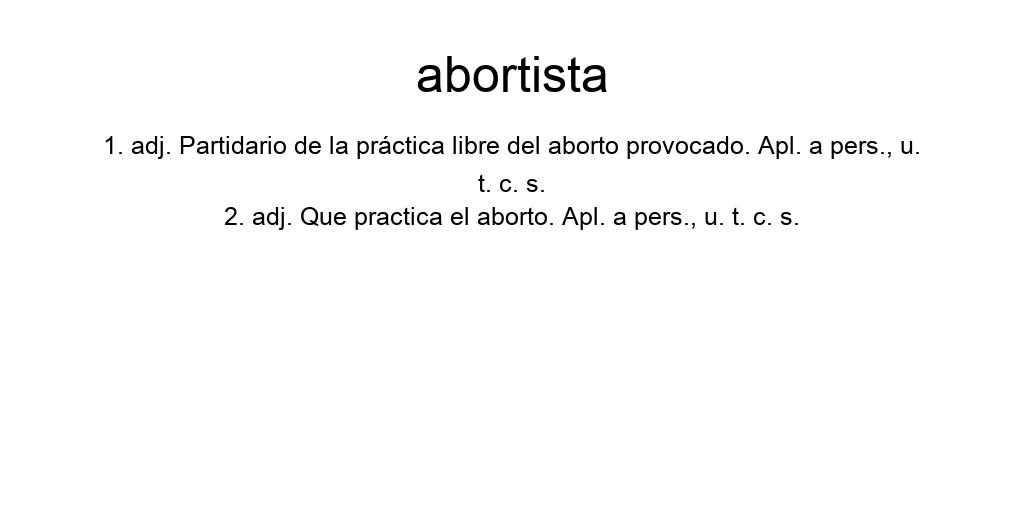 abortista
1. adj. Partidario de la práctica libre del aborto provocado. Apl. a pers., u.
t. c. s.
2. adj. Que practica el aborto. Apl. a pers., u. t. c. s.